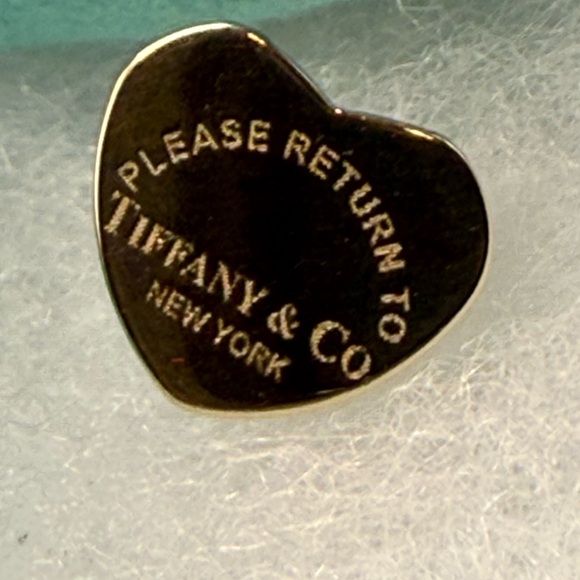 PLEASE RETURN TO
TIFFANY & CO
NEW YORK